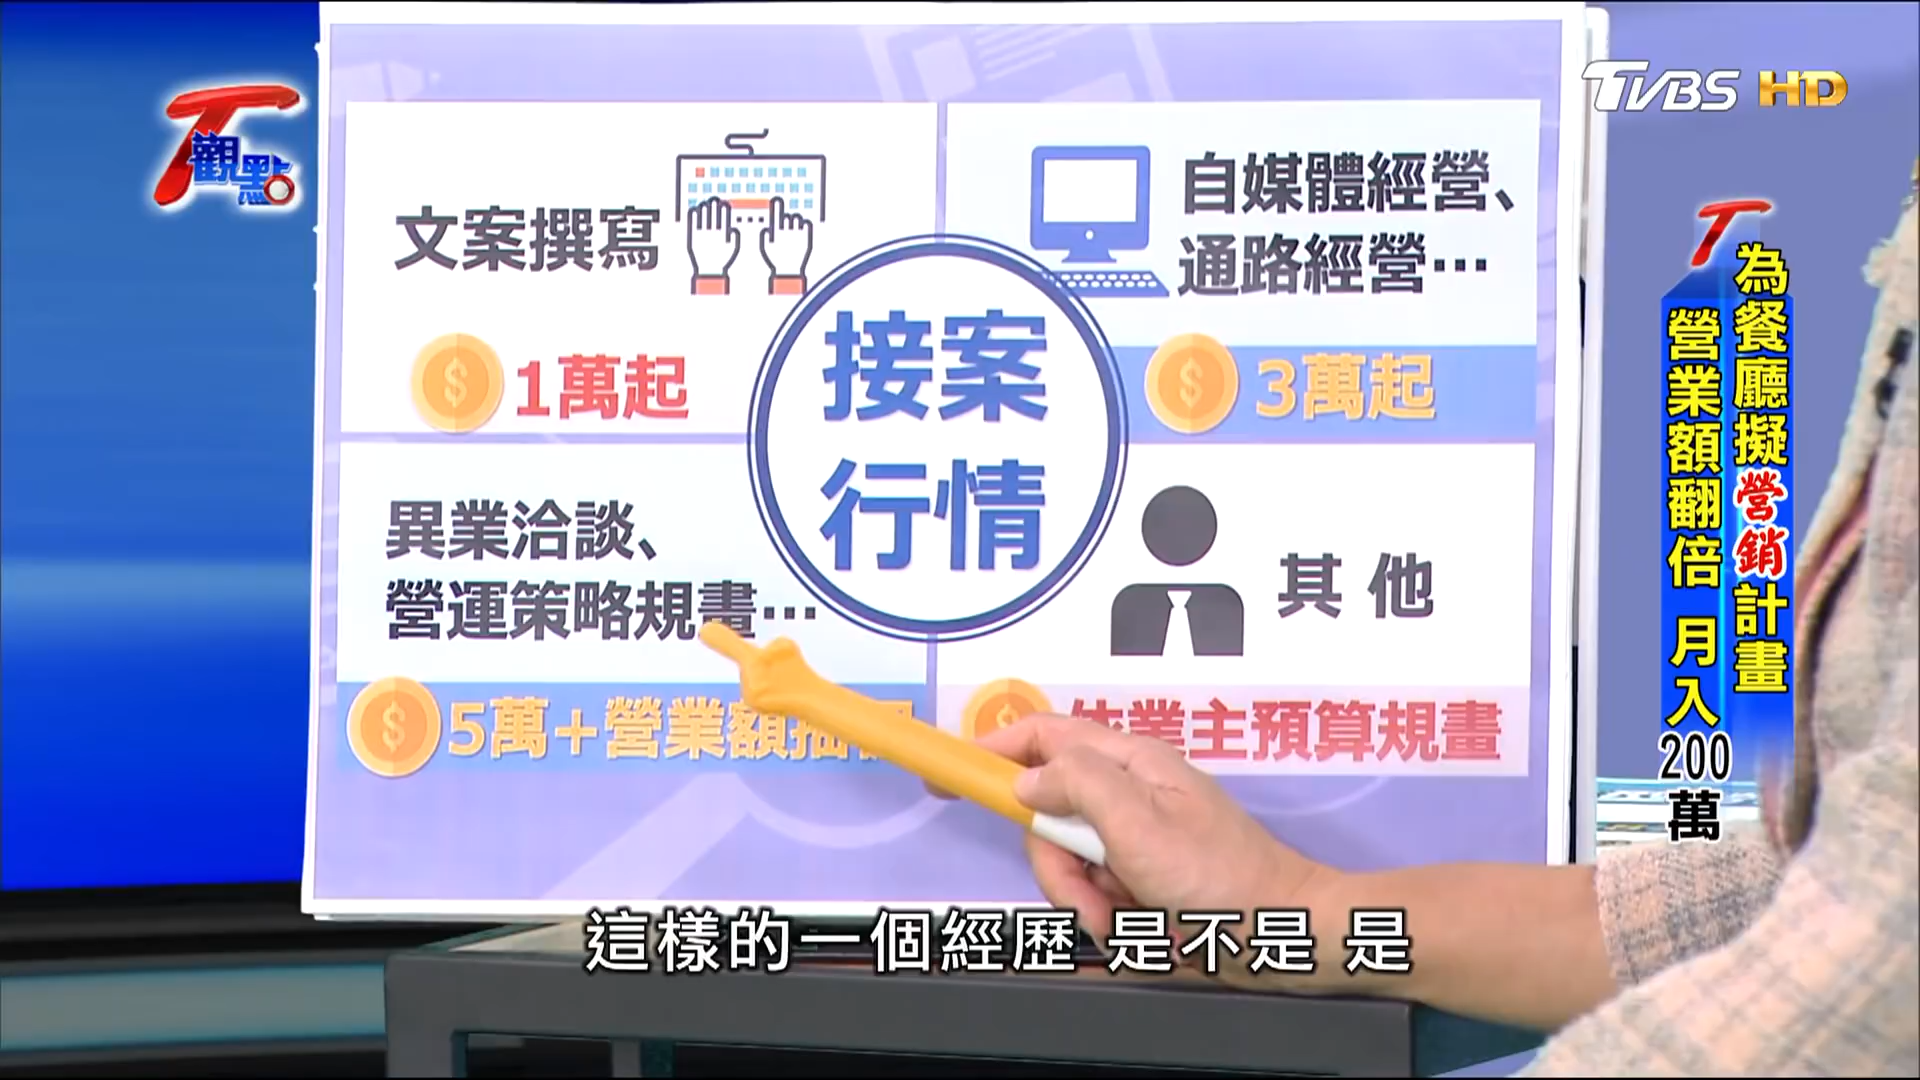 T觀點
TVBS HD
文案撰寫
1萬起
自媒體經營、
通路經營…
3萬起
接案
行情
異業洽談、
營運策略規畫…
5萬+營業額
其他
依業主預算規畫
為餐廳擬營銷計畫
營業額翻倍 月入200萬
這樣的一個經歷 是不是 是